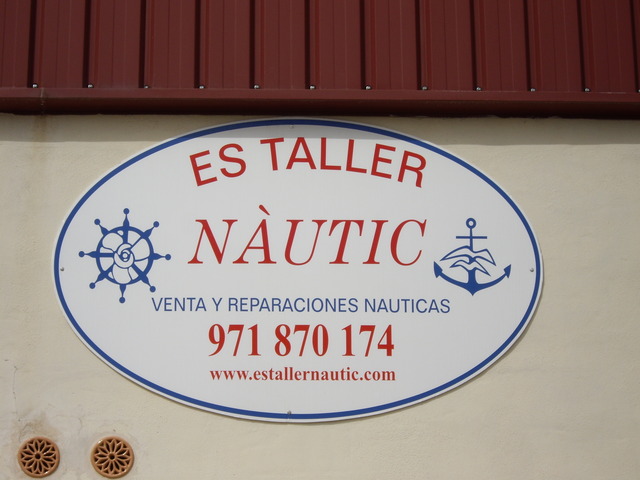 ES TALLER
NÀUTIC
VENTA Y REPARACIONES NAUTICAS
971 870 174
www.estallernautic.com